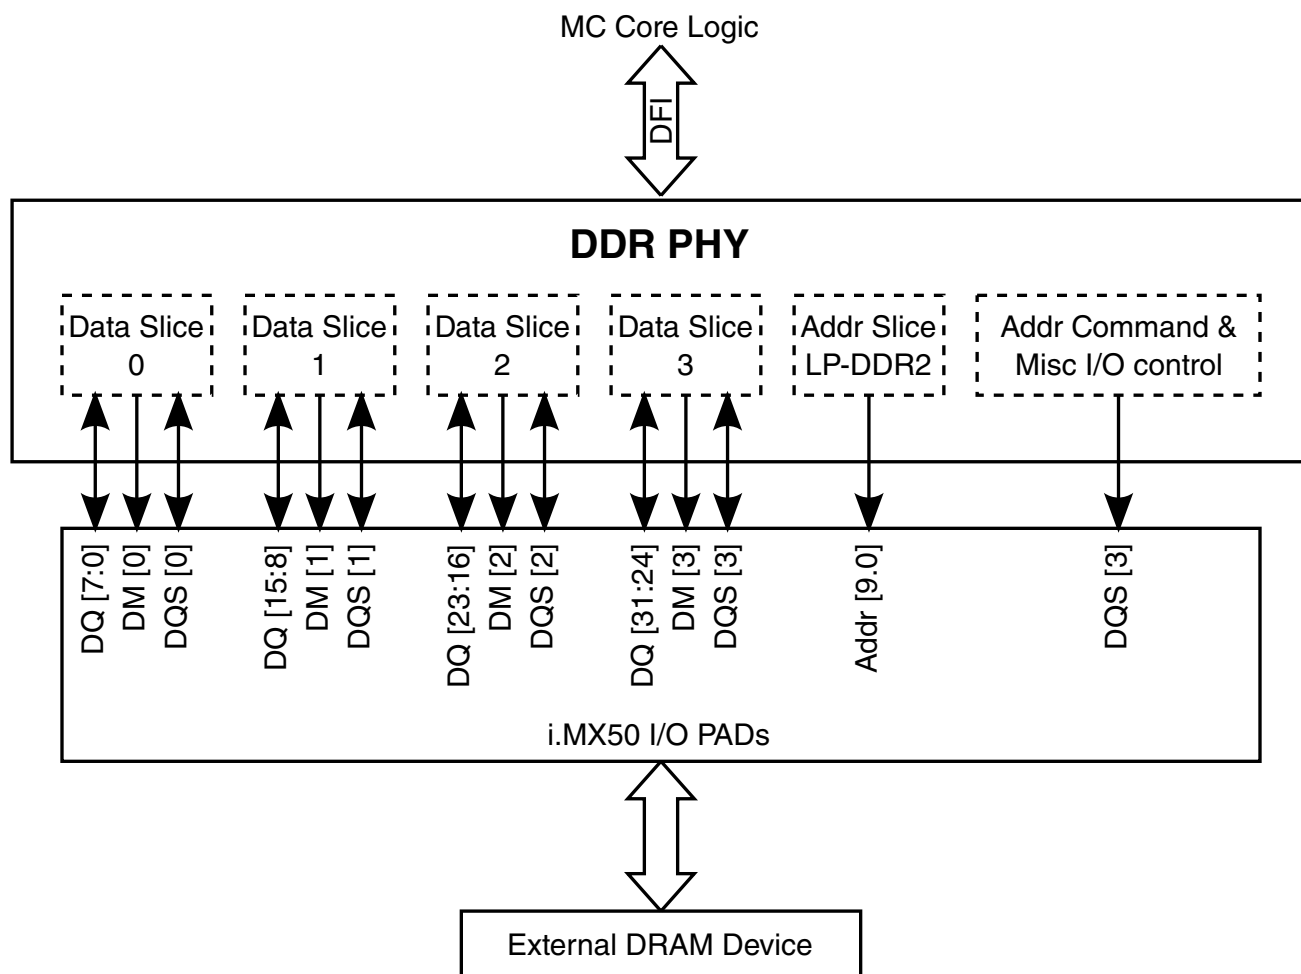 MC Core Logic
DFI
DDR PHY
Data Slice
0
Data Slice
1
Data Slice
2
Data Slice
3
Addr Slice
LP-DDR2
Addr Command &
Misc I/O control
DQ [7:0]
DM [0]
DQS [0]
DQ [15:8]
DM [1]
DQS [1]
DQ [23:16]
DM [2]
DQS [2]
DQ [31:24]
DM [3]
DQS [3]
Addr [9.0]
DQS [3]
i.MX50 I/O PADs
External DRAM Device